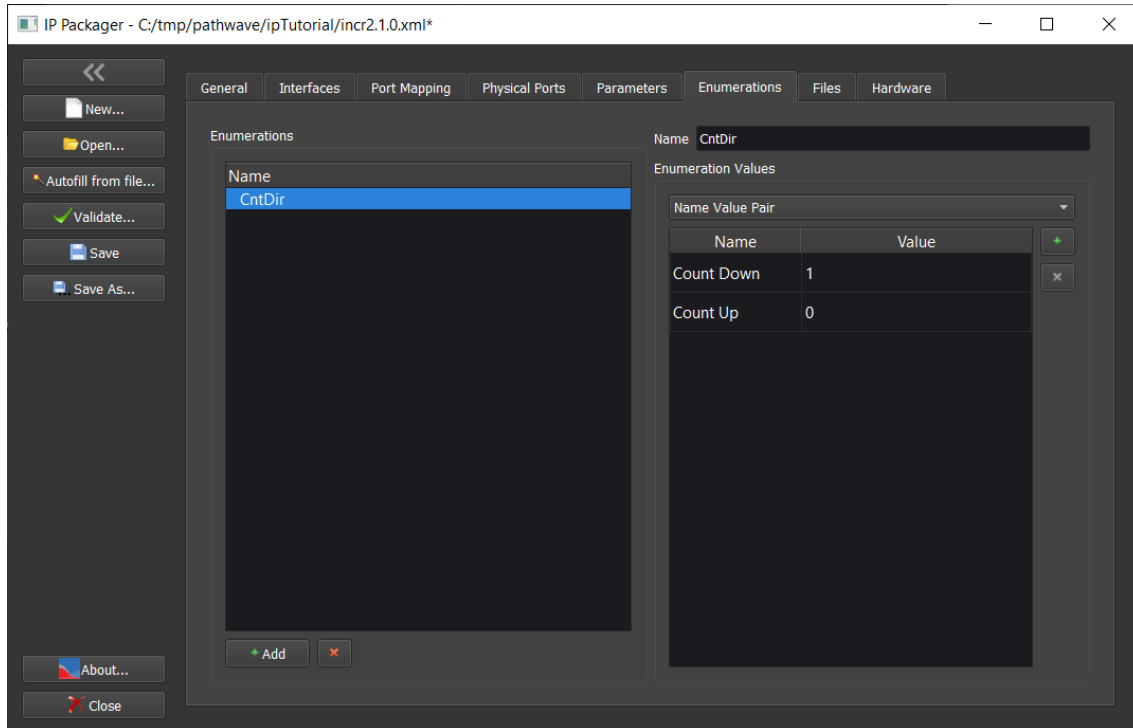 IP Packager - C:/tmp/pathwave/ipTutorial/incr2.1.0.xml*
New...
Open...
Autofill from file...
Validate...
Save
Save As...
About...
Close
General Interfaces Port Mapping Physical Ports Parameters Enumerations Files Hardware
Enumerations
Name
CntDir
Add
Name CntDir
Enumeration Values
Name Value Pair
Name Value
Count Down 1
Count Up 0